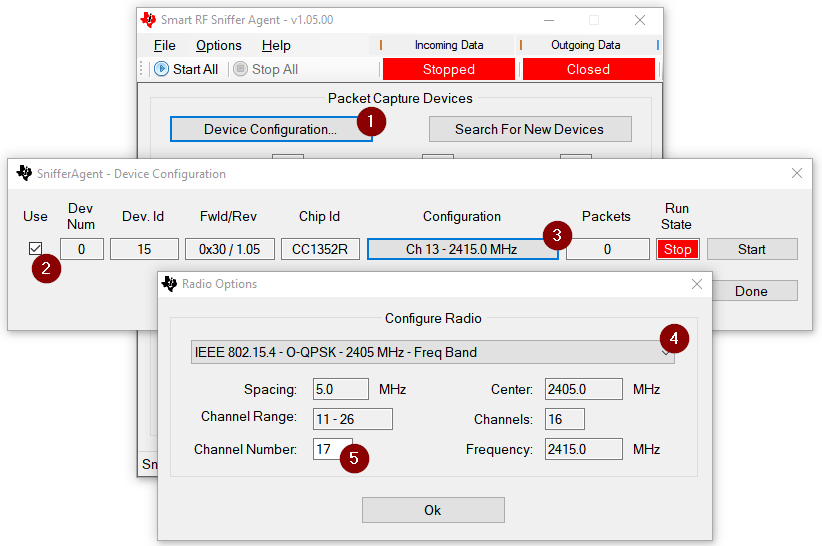 Smart RF Sniffer Agent - v1.05.00
File Options Help Incoming Data Outgoing Data
Start All Stop All Stopped Closed
Packet Capture Devices
Device Configuration... 1 Search For New Devices
SnifferAgent - Device Configuration
Use Dev Num Dev. Id FwId/Rev Chip Id Configuration Packets Run State
0 15 0x30 / 1.05 CC1352R Ch 13 - 2415.0 MHz 3 0 Stop Start
2
Done
Radio Options
Configure Radio
IEEE 802.15.4 - O-QPSK - 2405 MHz - Freq Band 4
Spacing: 5.0 MHz Center: 2405.0 MHz
Channel Range: 11 - 26 Channels: 16
Channel Number: 17 5 Frequency: 2415.0 MHz
Sn
Ok